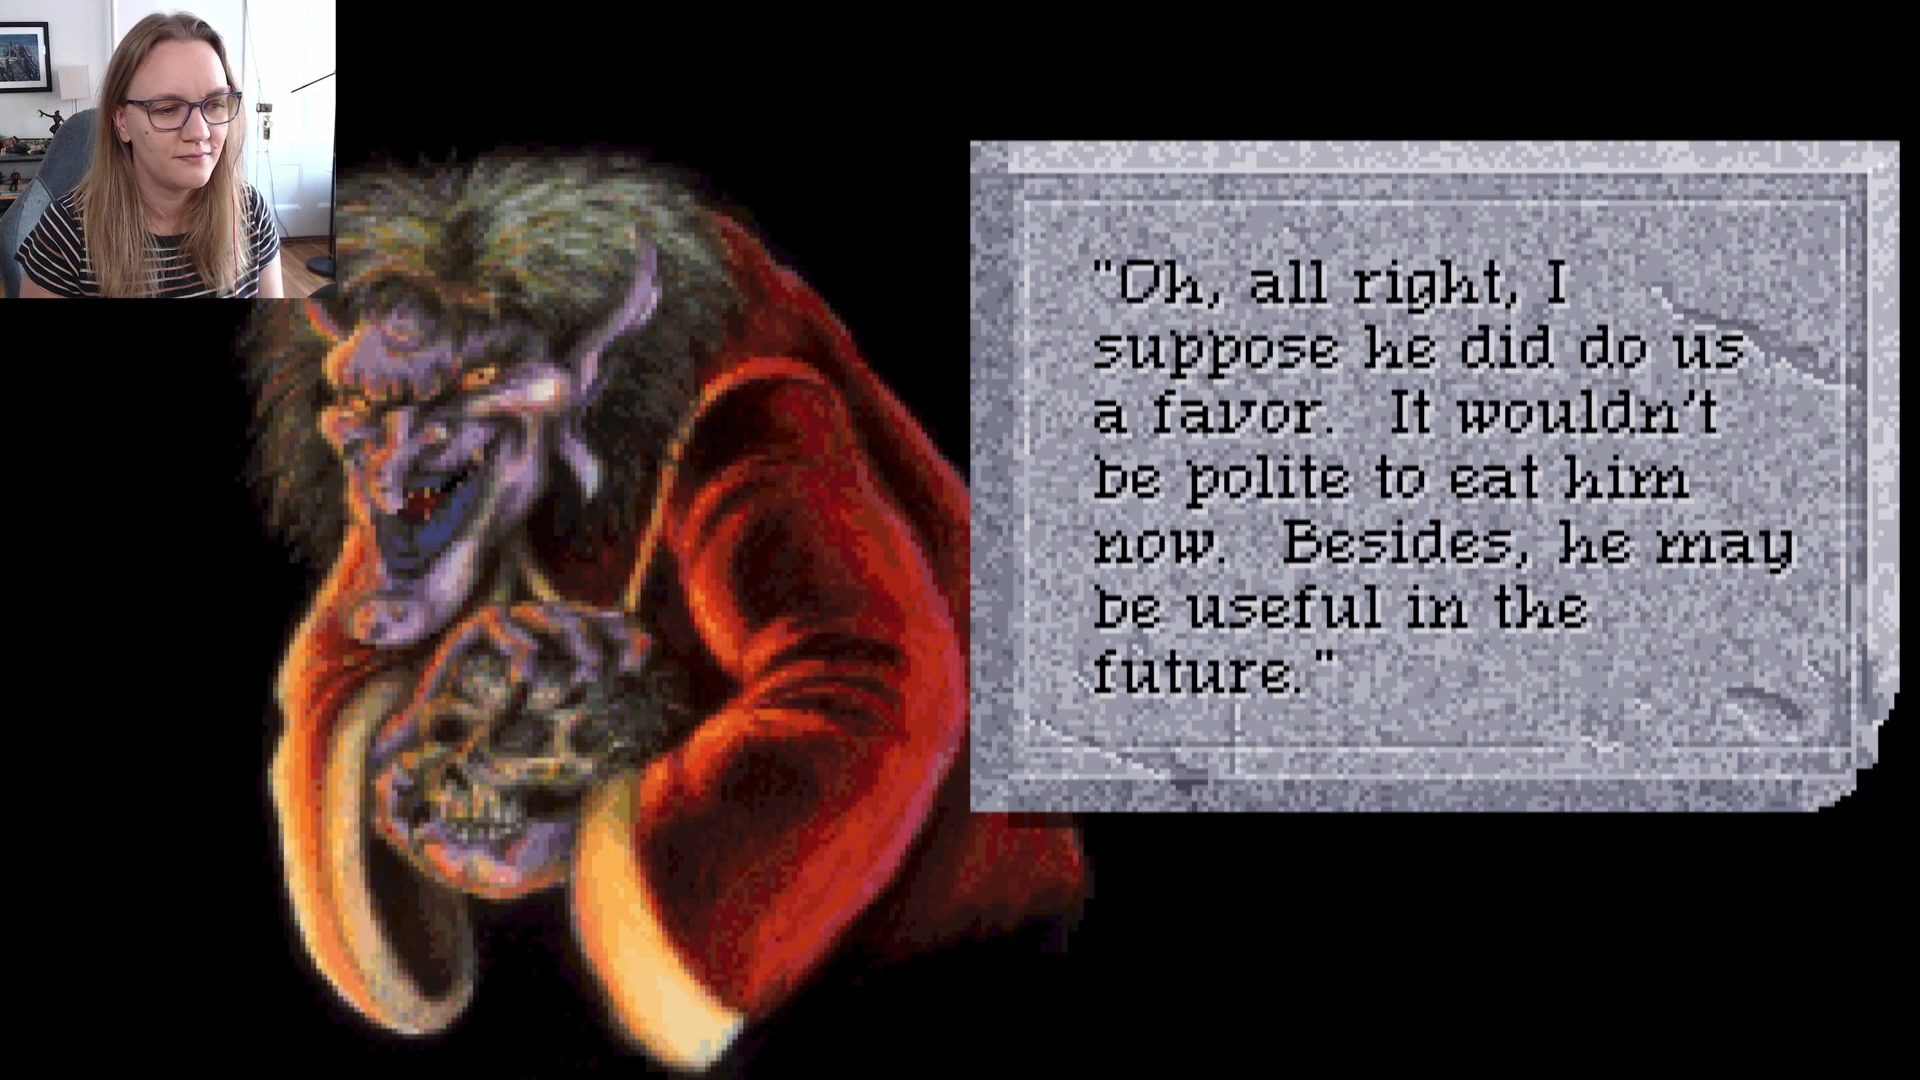 "Oh, all right, I
suppose he did do us
a favor.  It wouldn't
be polite to eat him
now.  Besides, he may
be useful in the
future."